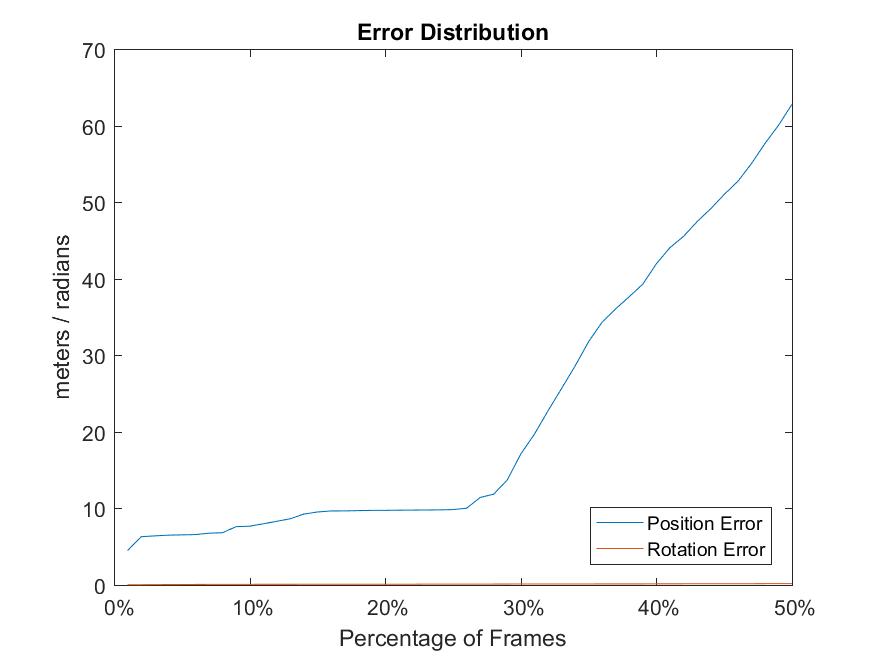 Error Distribution
70
60
50
40
30
20
10
0
meters / radians
0%
10%
20%
30%
40%
50%
Percentage of Frames
Position Error
Rotation Error